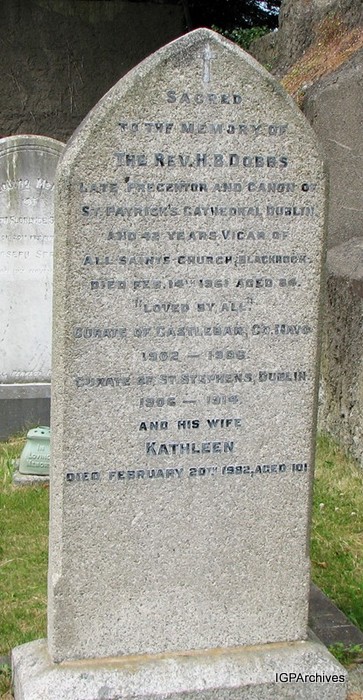 SACRED
TO THE MEMORY OF
THE REV. H.B DOBBS
LATE PRECENTOR AND CANON OF
ST. PATRICK'S CATHEDRAL DUBLIN
AND 42 YEARS VICAR OF
ALL SAINTS CHURCH, BLACKROCK.
DIED FEB. 14TH 1961 AGED 84.
"LOVED BY ALL".
CURATE OF CASTLEBAR, CO. MAYO
1902 — 1906
CURATE OF ST. STEPHENS, DUBLIN.
1906 — 1914.
AND HIS WIFE
KATHLEEN
DIED FEBRUARY 20TH 1982, AGED 101
IGPArchives